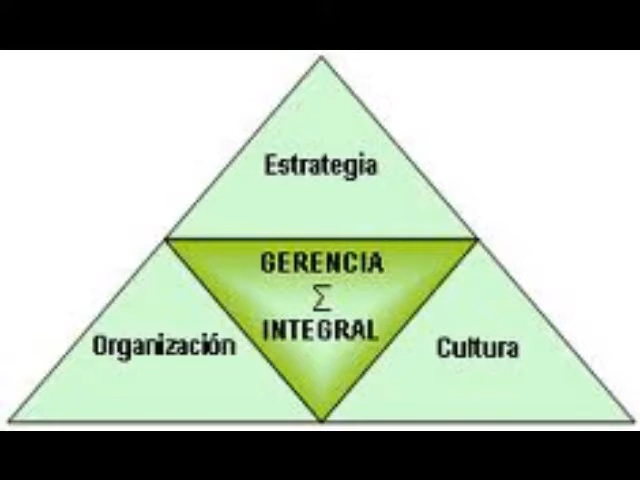 Estrategia
GERENCIA
Σ
INTEGRAL
Organización
Cultura